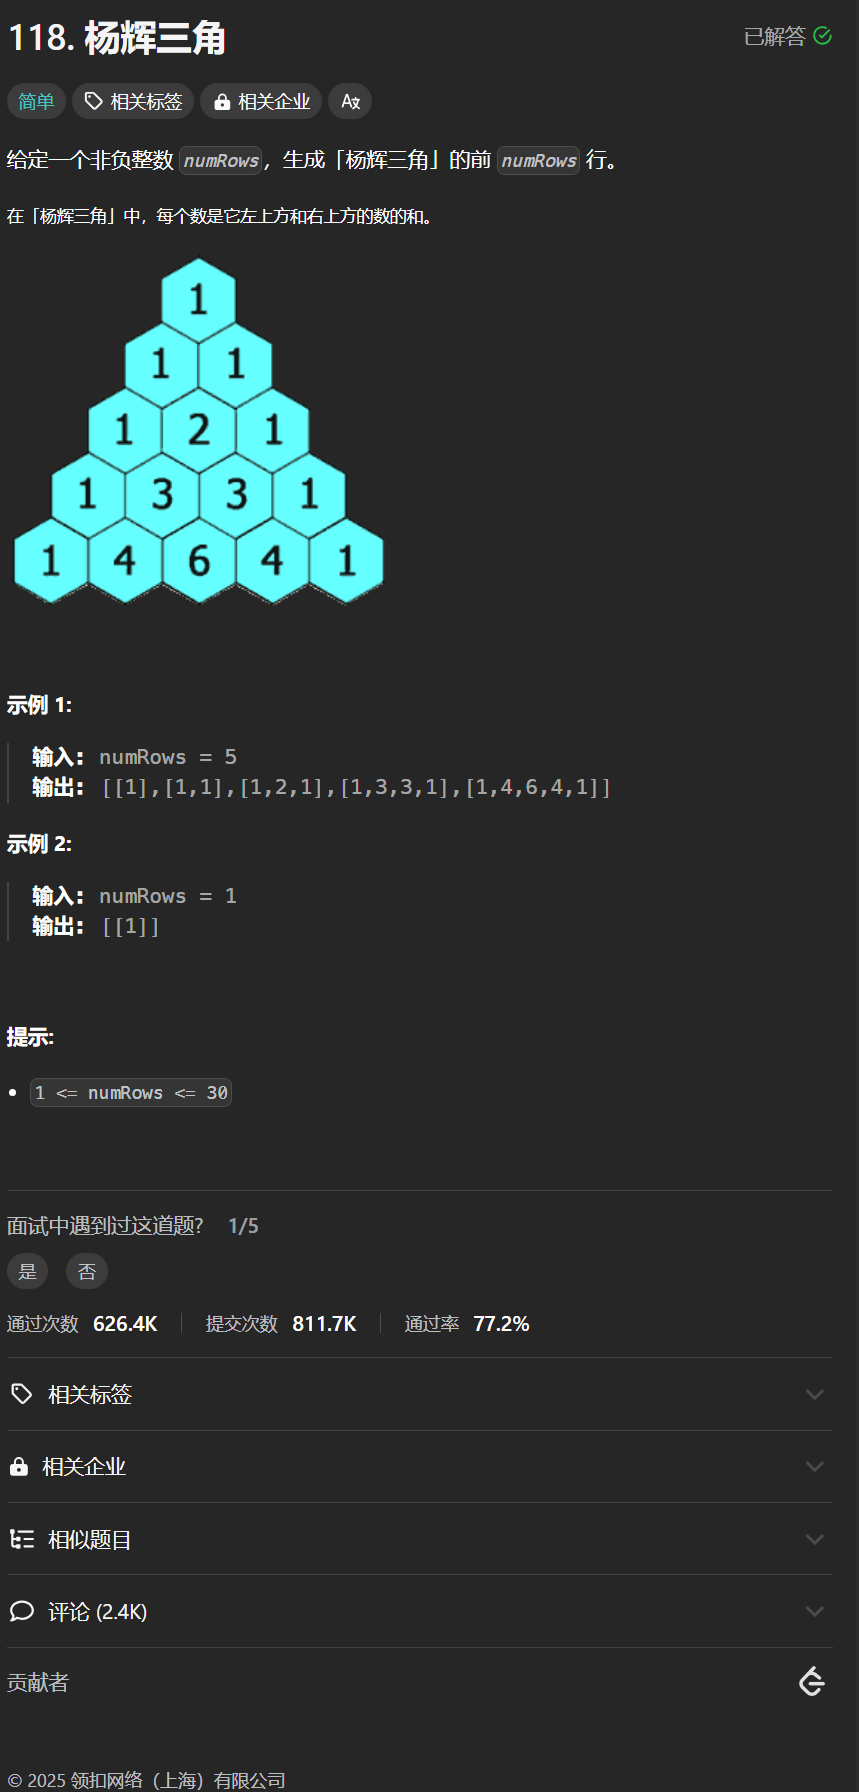 118. 杨辉三角
已解答
简单 相关标签 相关企业
给定一个非负整数 numRows，生成「杨辉三角」的前 numRows 行。
在「杨辉三角」中，每个数是它左上方和右上方的数的和。
1
1 1
1 2 1
1 3 3 1
1 4 6 4 1
示例 1:
输入: numRows = 5
输出: [[1],[1,1],[1,2,1],[1,3,3,1],[1,4,6,4,1]]
示例 2:
输入: numRows = 1
输出: [[1]]
提示:
1 <= numRows <= 30
面试中遇到过这道题? 1/5
是 否
通过次数 626.4K 提交次数 811.7K 通过率 77.2%
相关标签
相关企业
相似题目
评论 (2.4K)
贡献者
© 2025 领扣网络（上海）有限公司